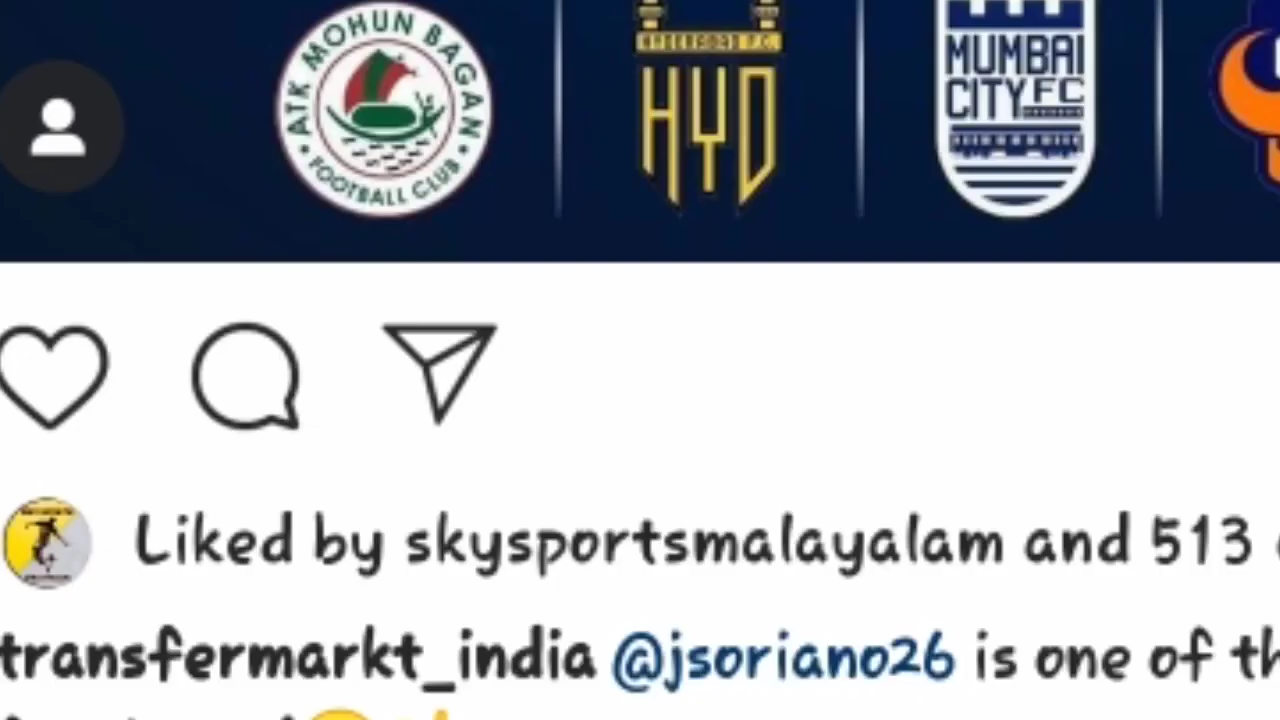 ATK MOHUN BAGAN
FOOTBALL CLUB
HYDERABAD F.C.
HYD
MUMBAI
CITY FC
Liked by skysportsmalayalam and 513
transfermarkt_india @jsoriano26 is one of th